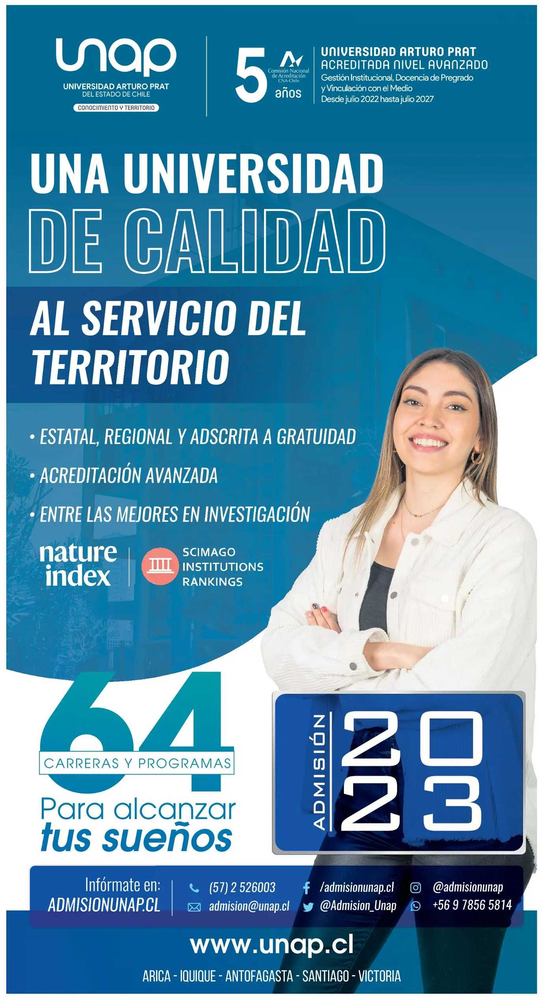 unap
UNIVERSIDAD ARTURO PRAT
DEL ESTADO DE CHILE
CONOCIMIENTO Y TERRITORIO
5
años
Comisión Nacional
de Acreditación
CNA-Chile
UNIVERSIDAD ARTURO PRAT
ACREDITADA NIVEL AVANZADO
Gestión Institucional, Docencia de Pregrado
y Vinculación con el Medio
Desde julio 2022 hasta julio 2027
UNA UNIVERSIDAD
DE CALIDAD
AL SERVICIO DEL
TERRITORIO
• ESTATAL, REGIONAL Y ADSCRITA A GRATUIDAD
• ACREDITACIÓN AVANZADA
• ENTRE LAS MEJORES EN INVESTIGACIÓN
nature
index
SCIMAGO
INSTITUTIONS
RANKINGS
64
CARRERAS Y PROGRAMAS
Para alcanzar
tus sueños
ADMISIÓN
20
23
Infórmate en:
ADMISIONUNAP.CL
(57) 2 526003
admision@unap.cl
/admisionunap.cl
@Admision_Unap
@admisionunap
+56 9 7856 5814
www.unap.cl
ARICA - IQUIQUE - ANTOFAGASTA - SANTIAGO - VICTORIA